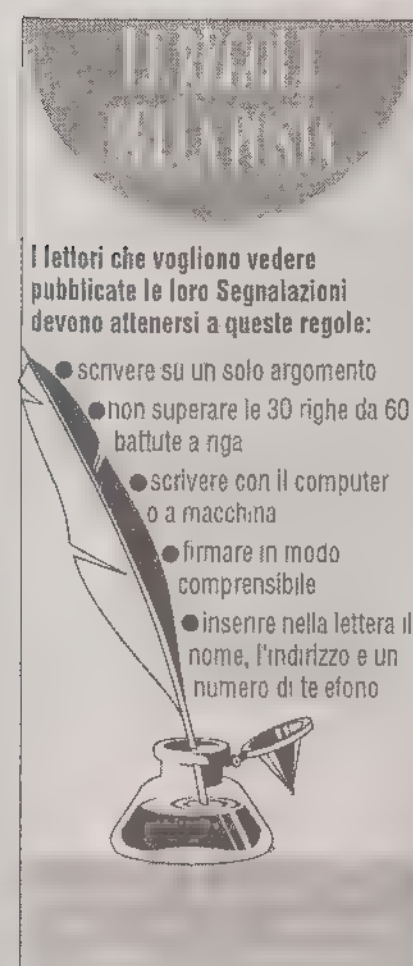 I lettori che vogliono vedere
pubblicate le loro Segnalazioni
devono attenersi a queste regole:
● scrivere su un solo argomento
● non superare le 30 righe da 60
battute a riga
● scrivere con il computer
o a macchina
● firmare in modo
comprensibile
● inserire nella lettera il
nome, l'indirizzo e un
numero di te efono